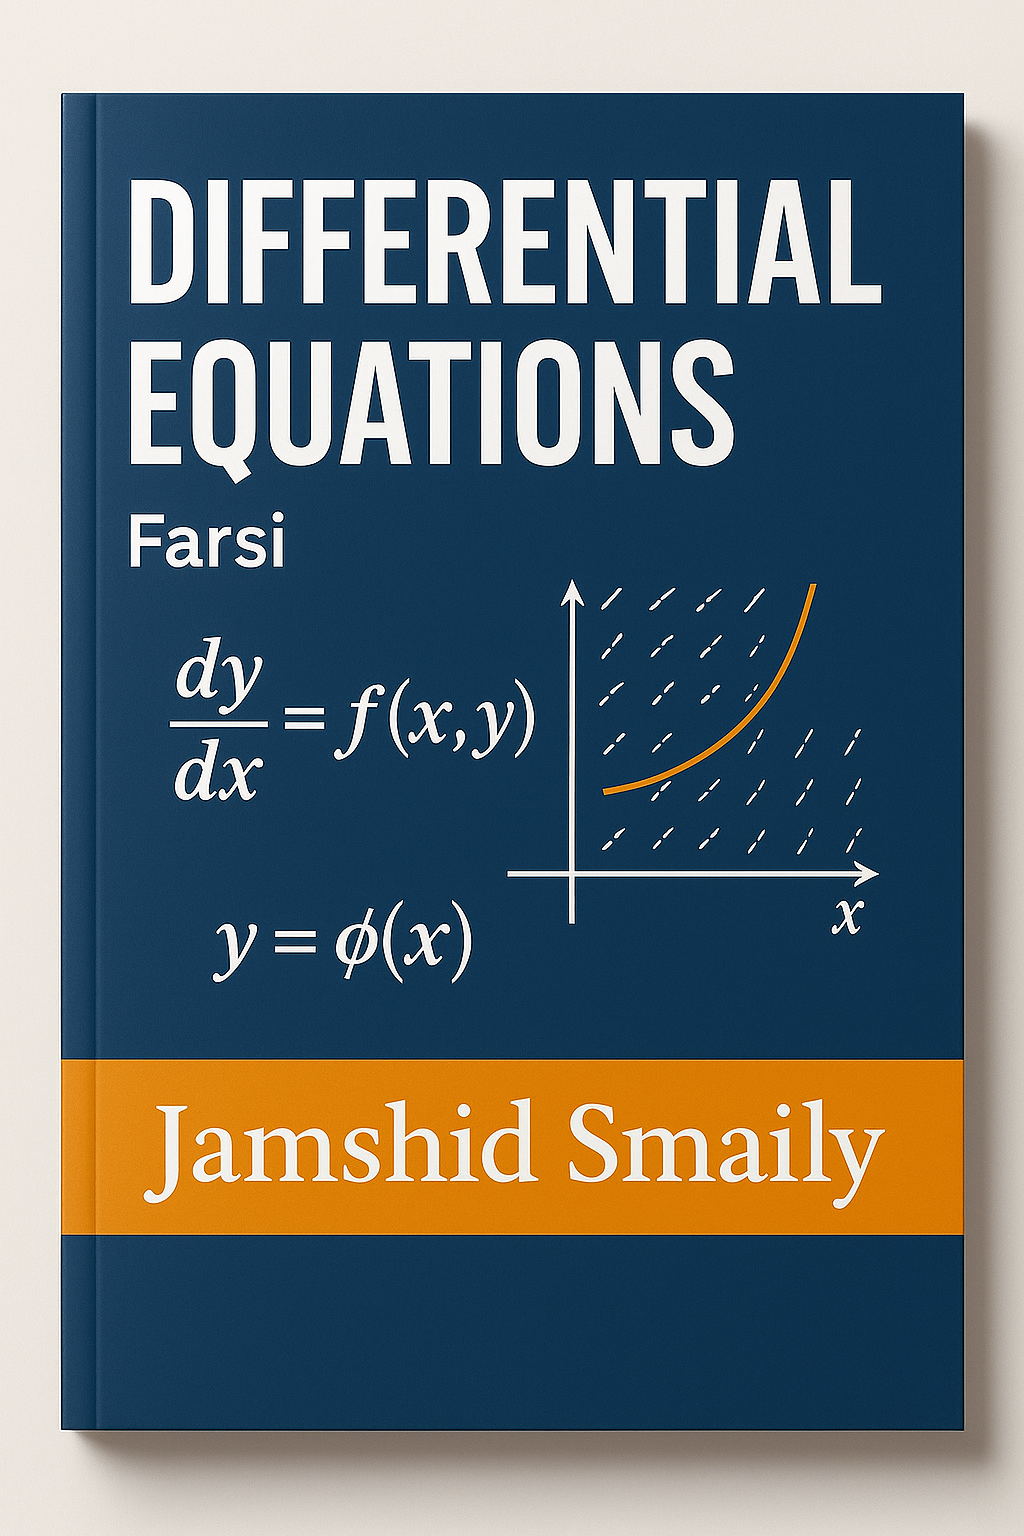 DIFFERENTIAL
EQUATIONS
Farsi
dy/dx = f(x,y)
y = ϕ(x)
x
Jamshid Smaily